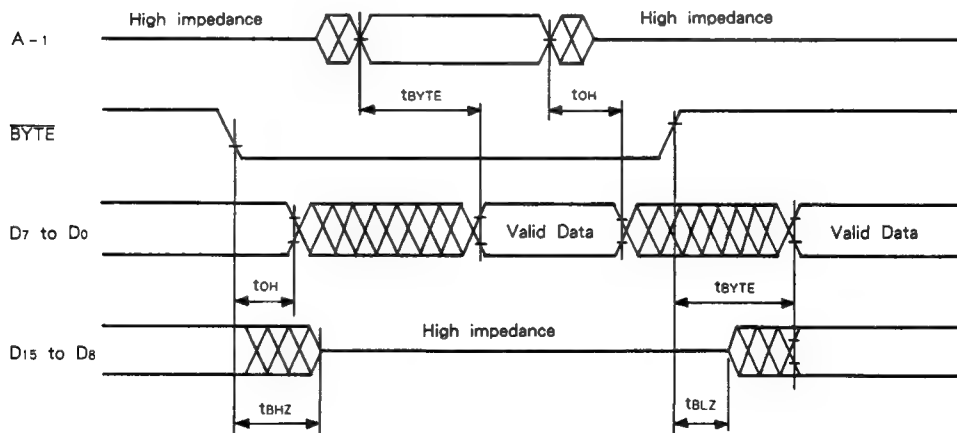 High impedance
High impedance
A-1
tBYTE
tOH
BYTE
D7 to D0
Valid Data
Valid Data
tOH
tBYTE
High impedance
D15 to D8
tBHZ
tBLZ